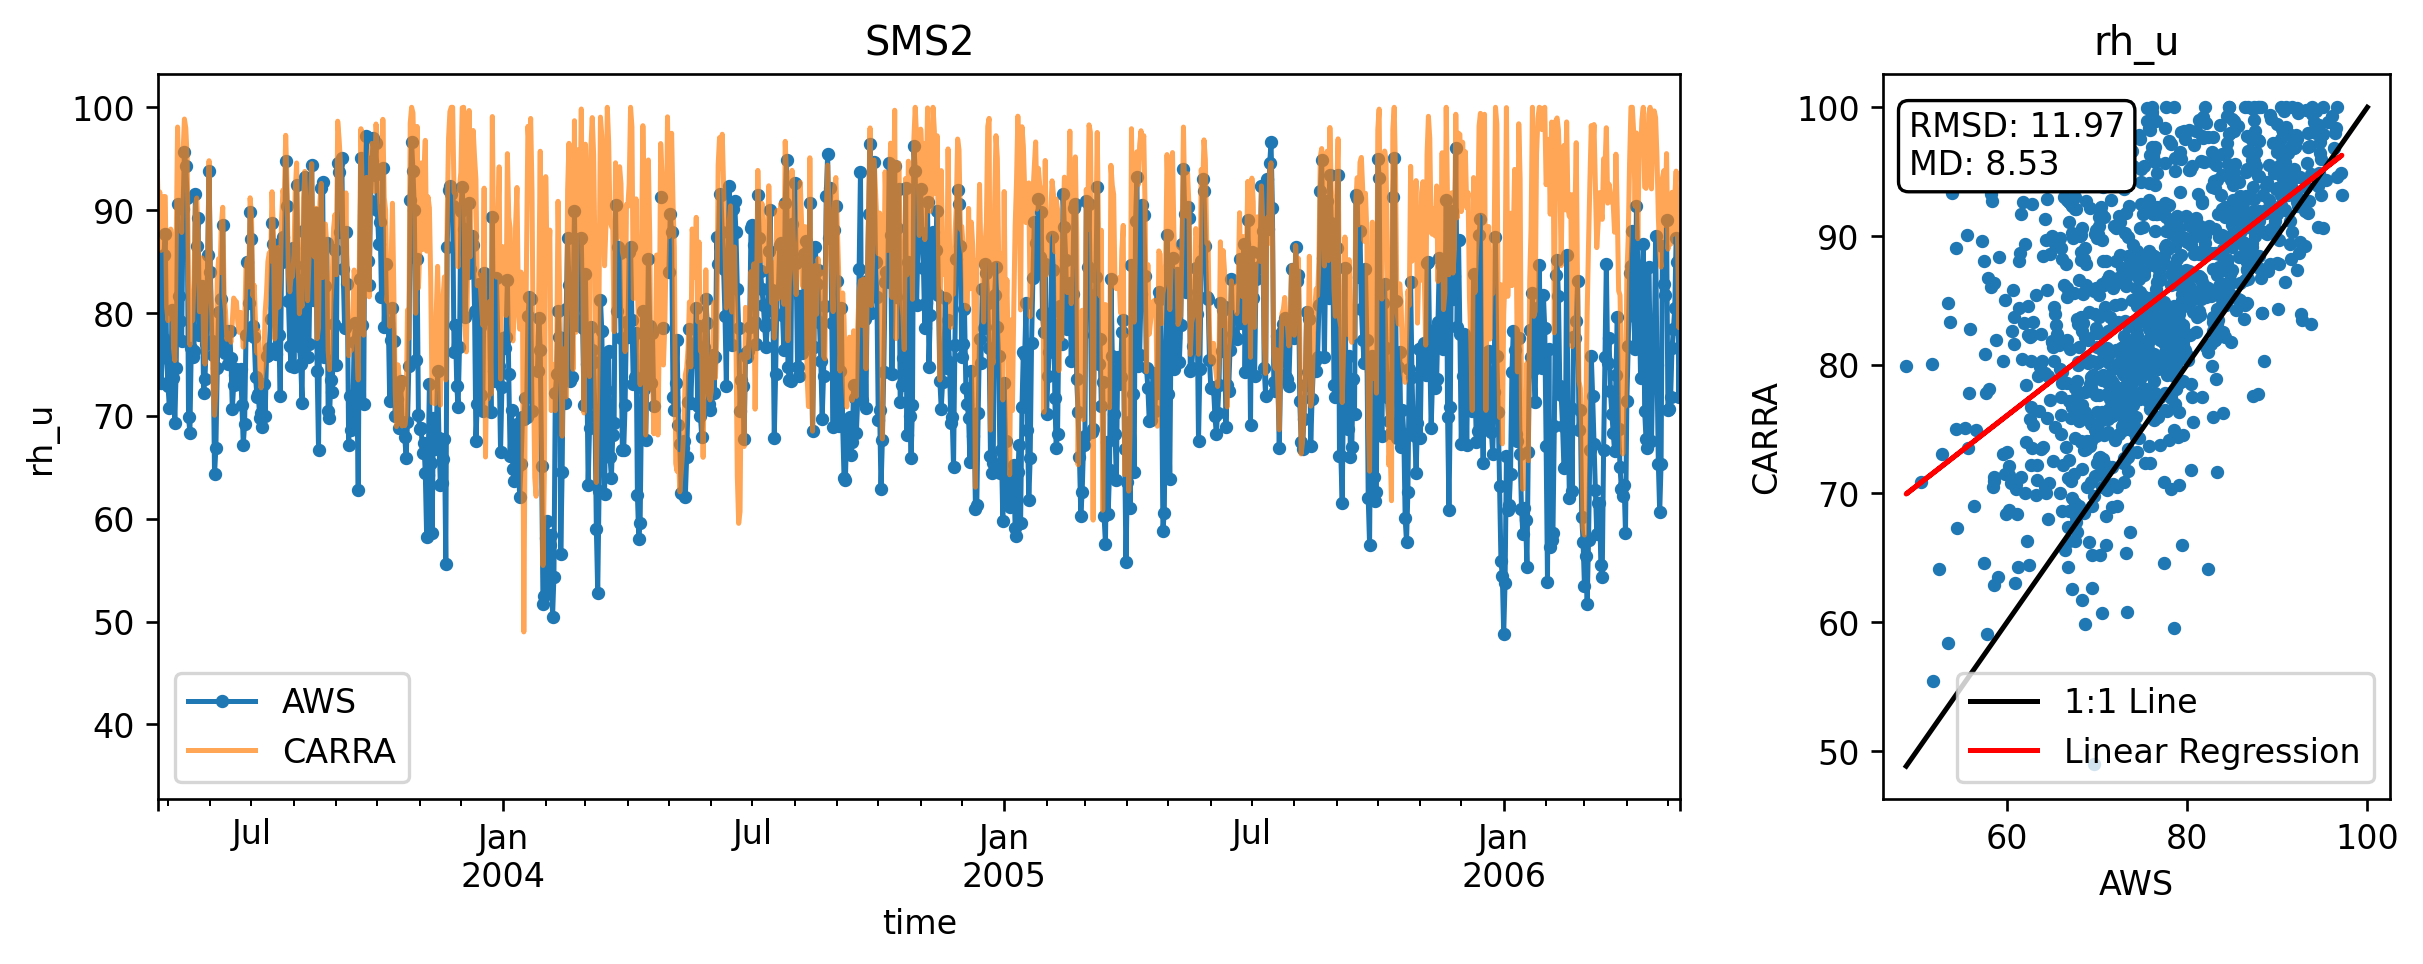 SMS2
rh_u
100
90
80
70
60
50
40
AWS
CARRA
Jul
Jan
2004
Jul
Jan
2005
Jul
Jan
2006
time
rh_u
CARRA
100
90
80
70
60
50
RMSD: 11.97
MD: 8.53
1:1 Line
Linear Regression
60
80
100
AWS